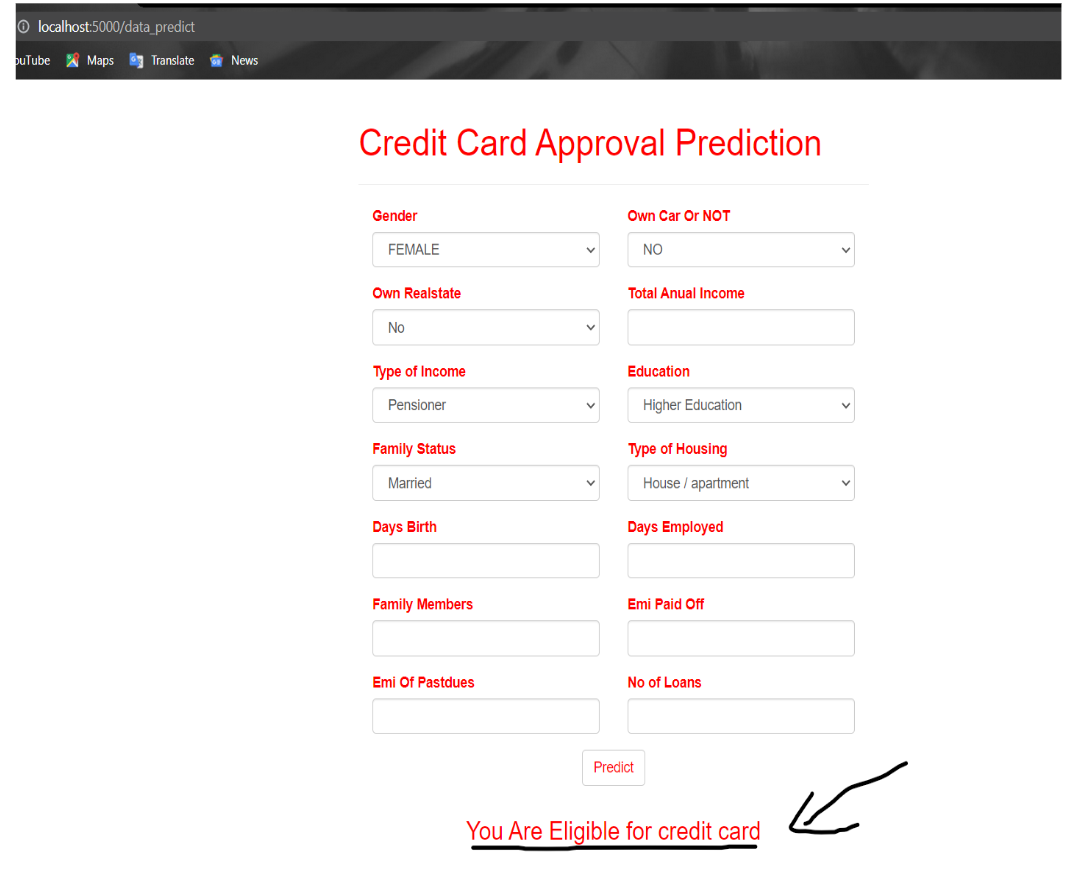 localhost:5000/data_predict
ouTube Maps Translate News
Credit Card Approval Prediction
Gender Own Car Or NOT
FEMALE NO
Own Realstate Total Anual Income
No
Type of Income Education
Pensioner Higher Education
Family Status Type of Housing
Married House / apartment
Days Birth Days Employed
Family Members Emi Paid Off
Emi Of Pastdues No of Loans
Predict
You Are Eligible for credit card